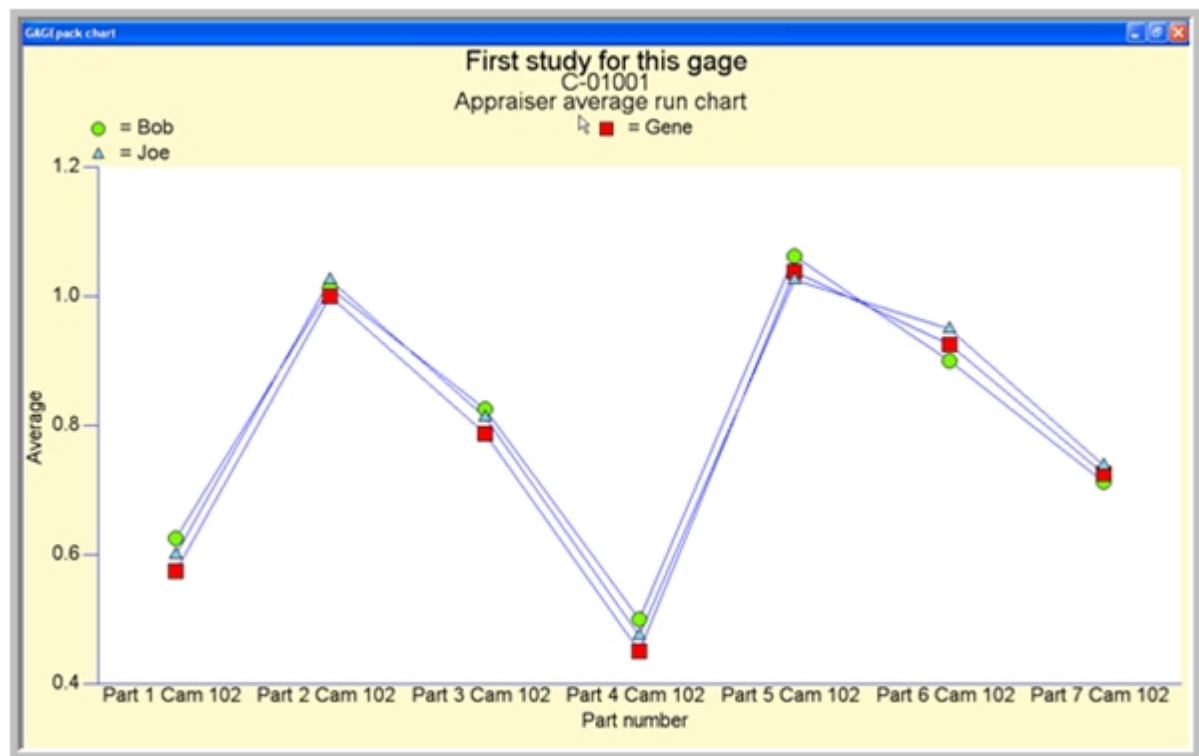 GAGEpack chart
First study for this gage
C-01001
Appraiser average run chart
= Bob
= Gene
= Joe
1.2
1.0
0.8
0.6
0.4
Average
Part 1 Cam 102 Part 2 Cam 102 Part 3 Cam 102 Part 4 Cam 102 Part 5 Cam 102 Part 6 Cam 102 Part 7 Cam 102
Part number